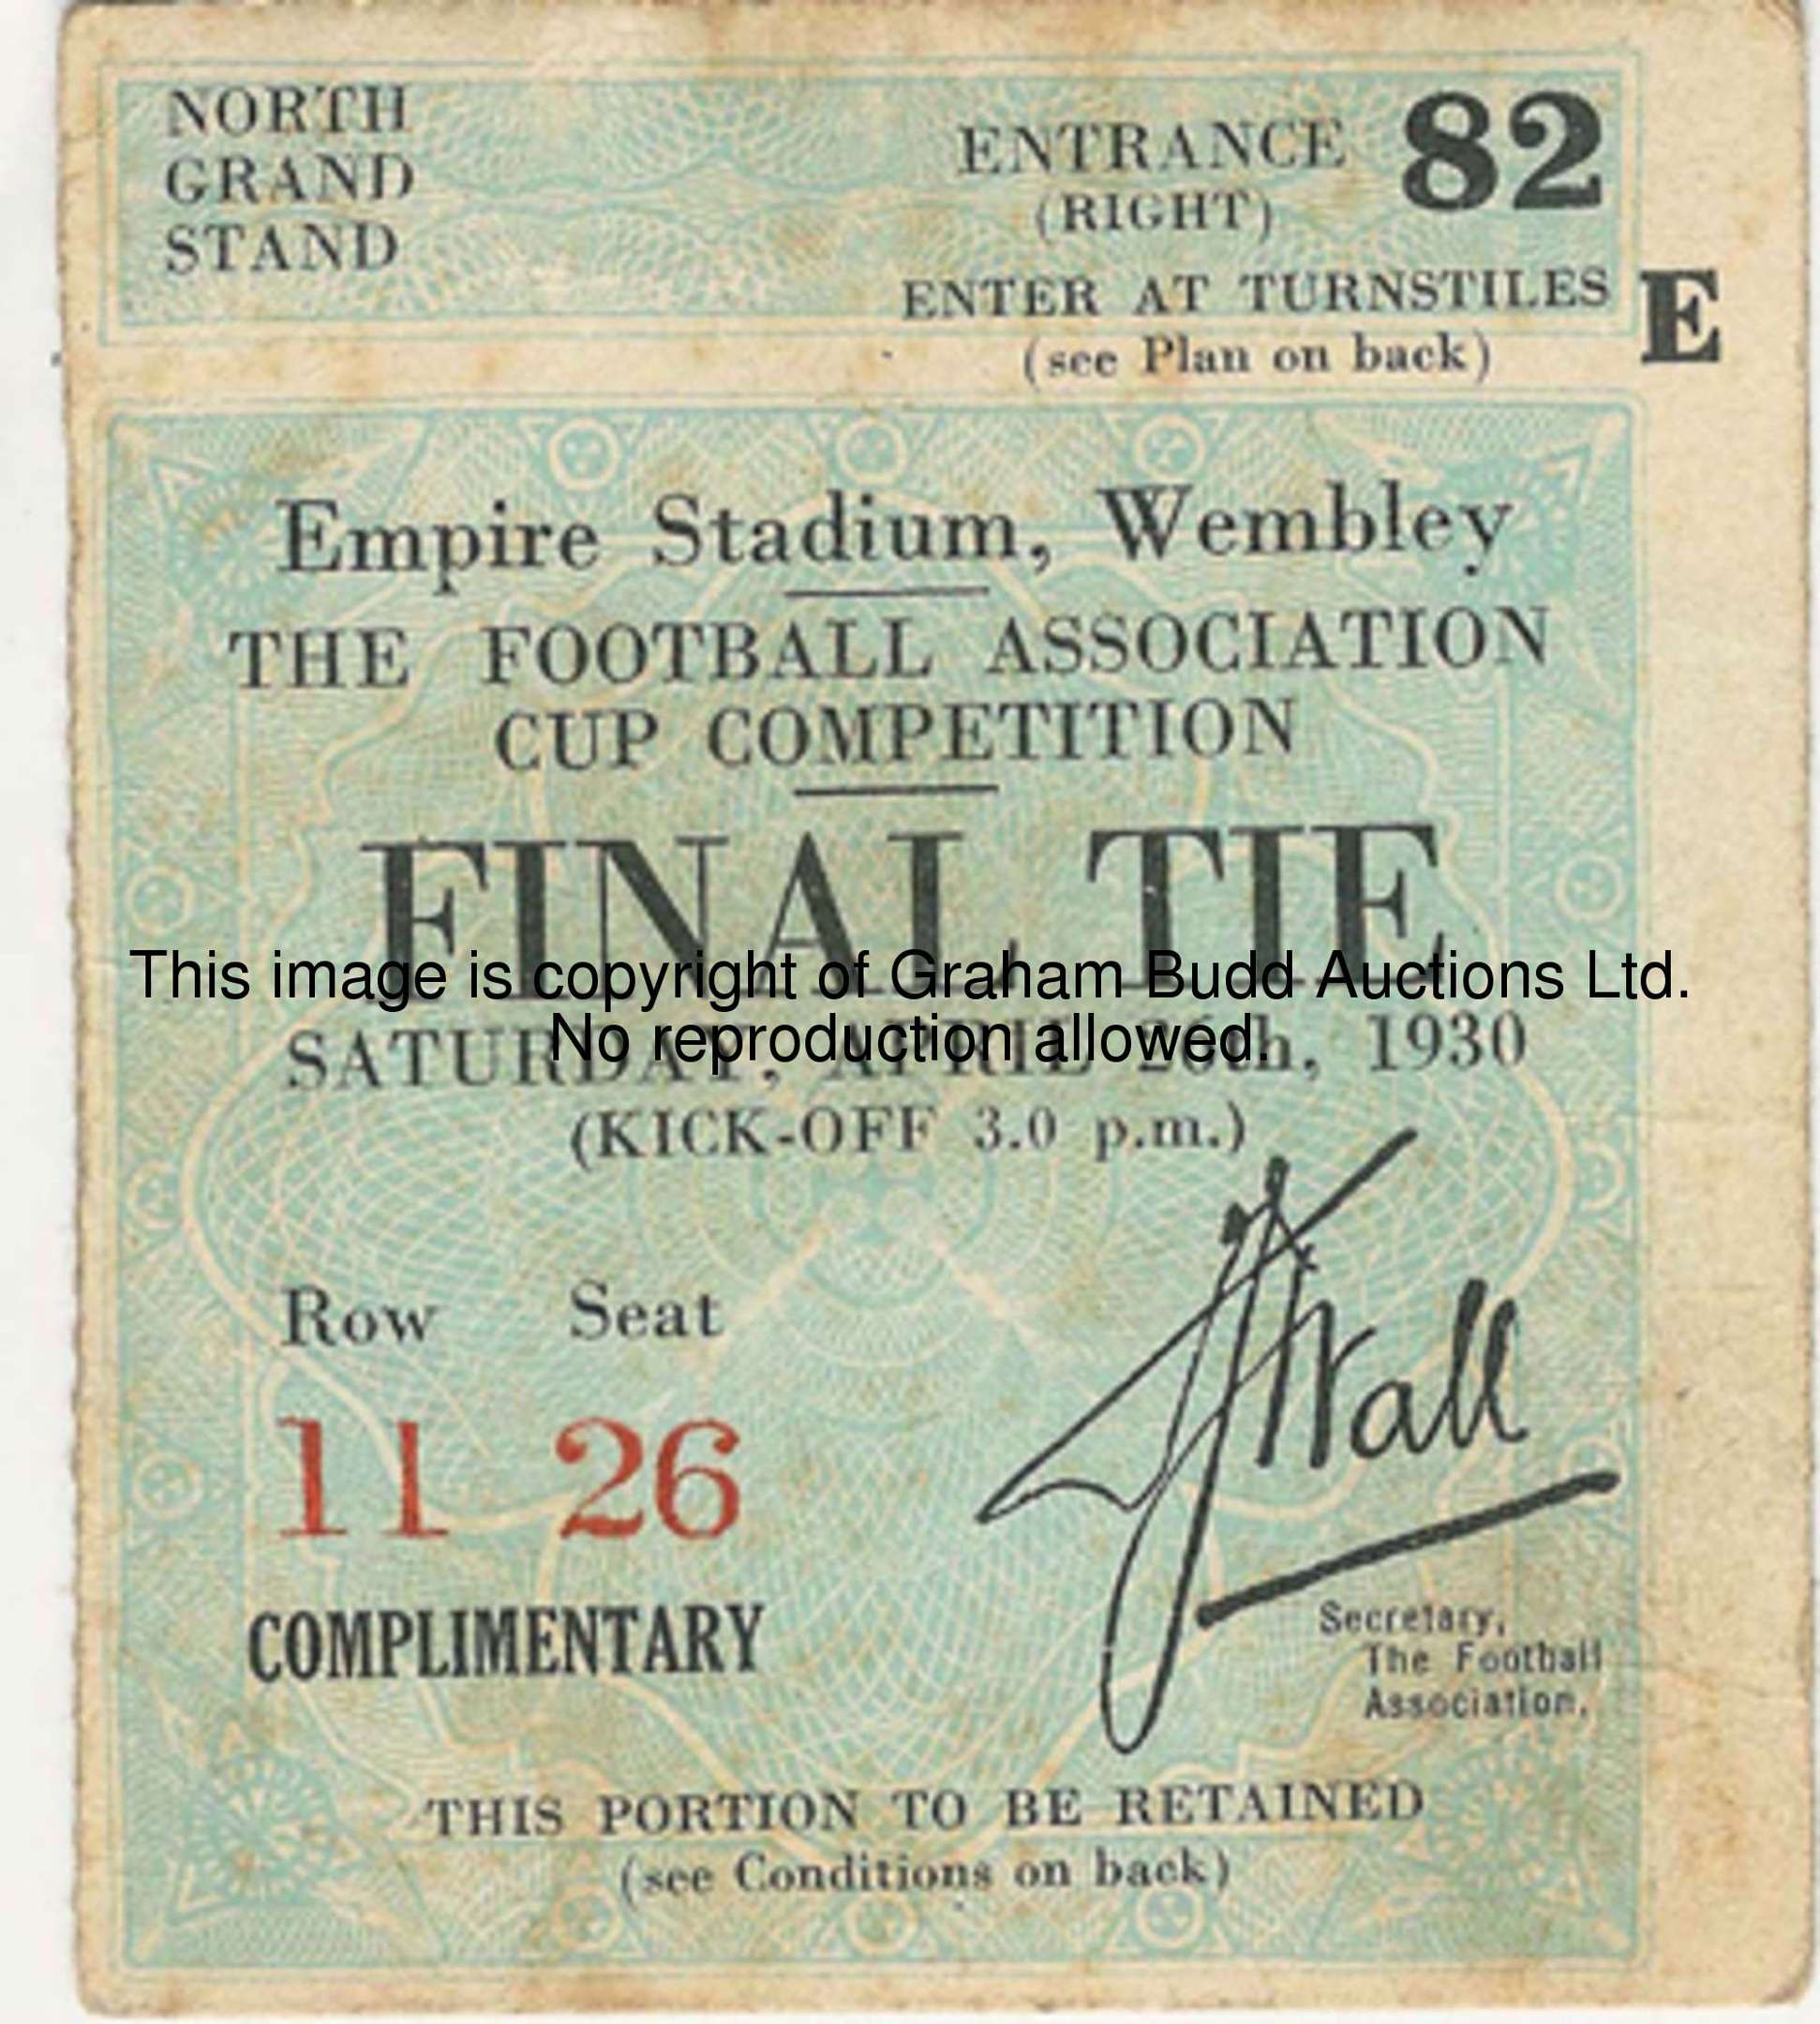 NORTH
GRAND
STAND
ENTRANCE 82
(RIGHT)
ENTER AT TURNSTILES E
(see Plan on back)
Empire Stadium, Wembley
THE FOOTBALL ASSOCIATION
CUP COMPETITION
FINAL TIE
This image is copyright of Graham Budd Auctions Ltd.
No reproduction allowed.
SATURDAY, APRIL 26th, 1930
(KICK-OFF 3.0 p.m.)
Row Seat
11 26
Wall
COMPLIMENTARY
Secretary,
The Football
Association.
THIS PORTION TO BE RETAINED
(see Conditions on back)